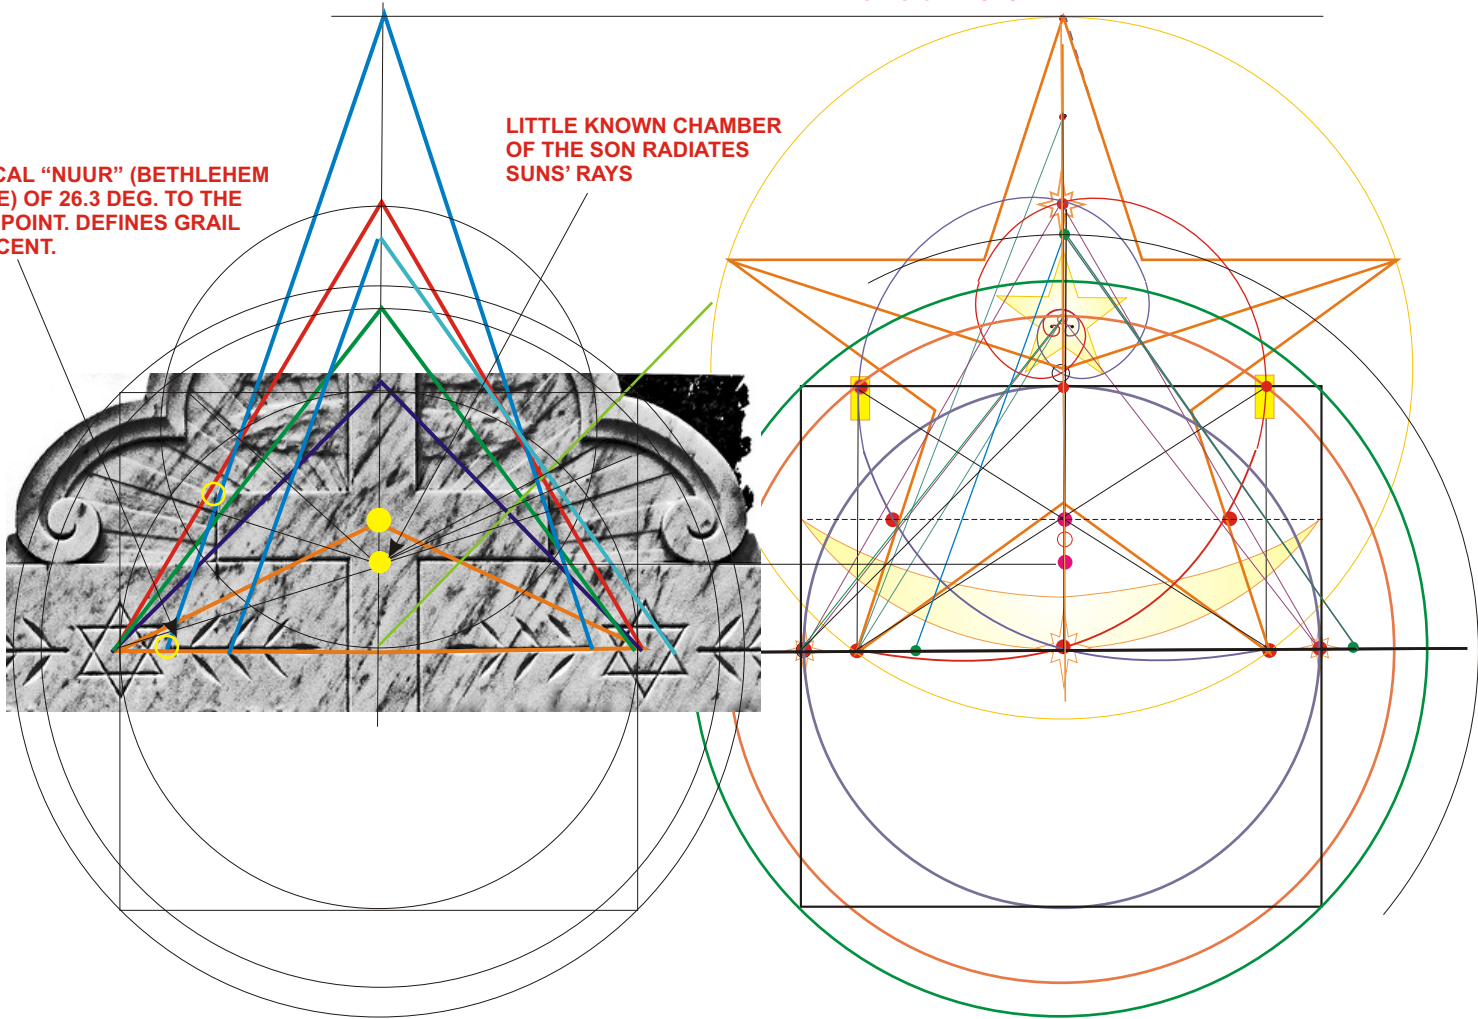 CAL “NUUR” (BETHLEHEM
E) OF 26.3 DEG. TO THE
POINT. DEFINES GRAIL
CENT.
LITTLE KNOWN CHAMBER
OF THE SON RADIATES
SUNS’ RAYS